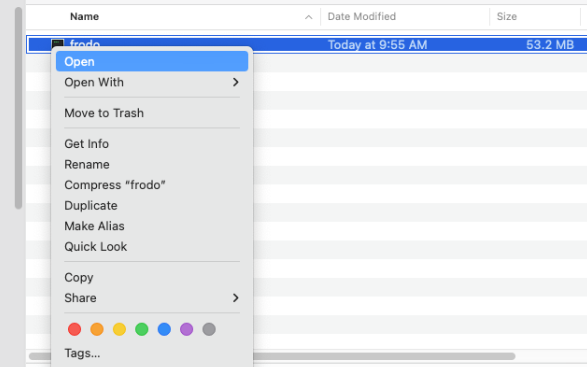 Name Date Modified Size
frodo Today at 9:55 AM 53.2 MB
Open
Open With
Move to Trash
Get Info
Rename
Compress “frodo”
Duplicate
Make Alias
Quick Look
Copy
Share
Tags...